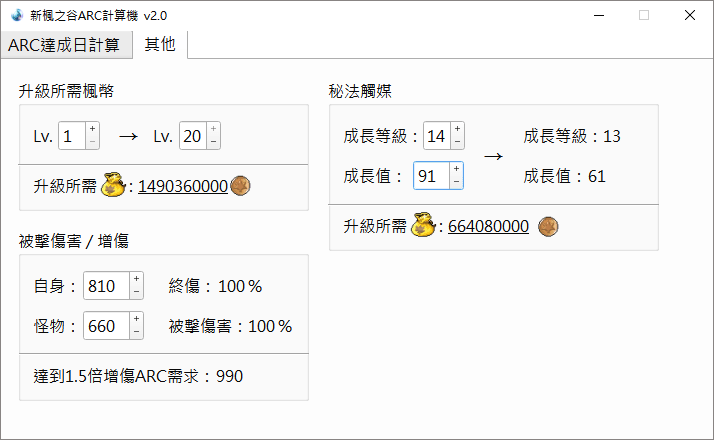 新楓之谷ARC計算機 v2.0
ARC達成日計算 其他
升級所需楓幣
Lv. 1 → Lv. 20
升級所需 : 1490360000
被擊傷害 / 增傷
自身 : 810 終傷 : 100 %
怪物 : 660 被擊傷害 : 100 %
達到1.5倍增傷ARC需求 : 990
秘法觸媒
成長等級 : 14 → 成長等級 : 13
成長值 : 91 成長值 : 61
升級所需 : 664080000